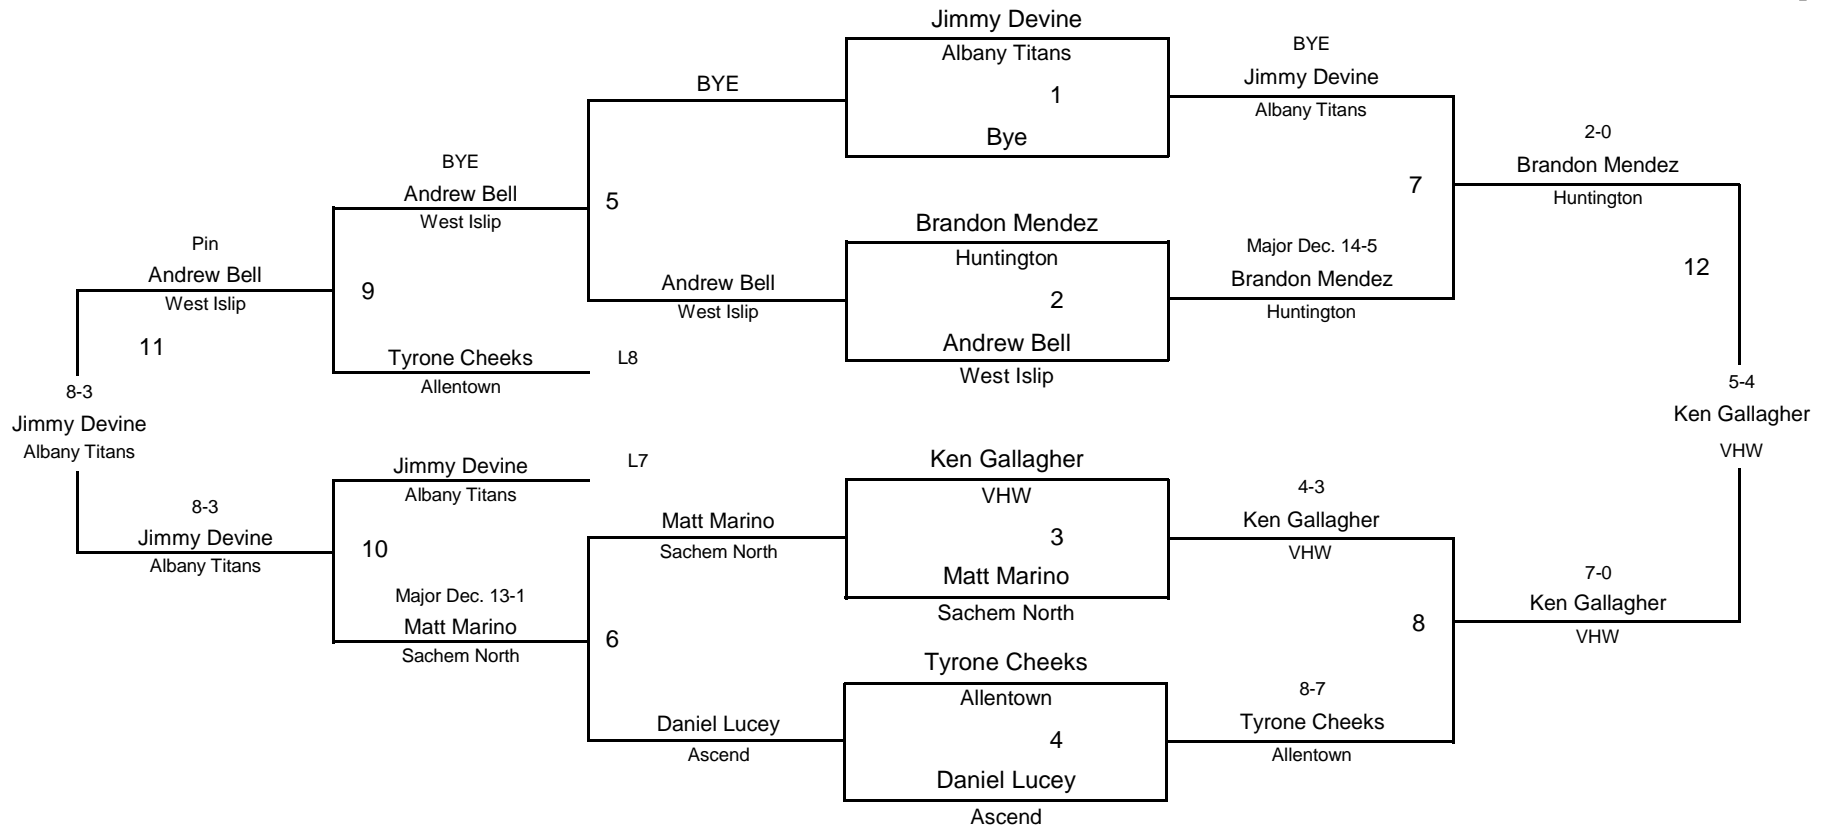 Jimmy Devine
Albany Titans
1
Bye
Brandon Mendez
Huntington
2
Andrew Bell
West Islip
Ken Gallagher
VHW
3
Matt Marino
Sachem North
Tyrone Cheeks
Allentown
4
Daniel Lucey
Ascend
BYE
Jimmy Devine
Albany Titans
7
Major Dec. 14-5
Brandon Mendez
Huntington
4-3
Ken Gallagher
VHW
8
8-7
Tyrone Cheeks
Allentown
2-0
Brandon Mendez
Huntington
12
7-0
Ken Gallagher
VHW
5-4
Ken Gallagher
VHW
BYE
5
Andrew Bell
West Islip
L8
L7
Matt Marino
Sachem North
6
Daniel Lucey
Ascend
BYE
Andrew Bell
West Islip
9
Tyrone Cheeks
Allentown
Jimmy Devine
Albany Titans
10
Major Dec. 13-1
Matt Marino
Sachem North
Pin
Andrew Bell
West Islip
11
8-3
Jimmy Devine
Albany Titans
8-3
Jimmy Devine
Albany Titans